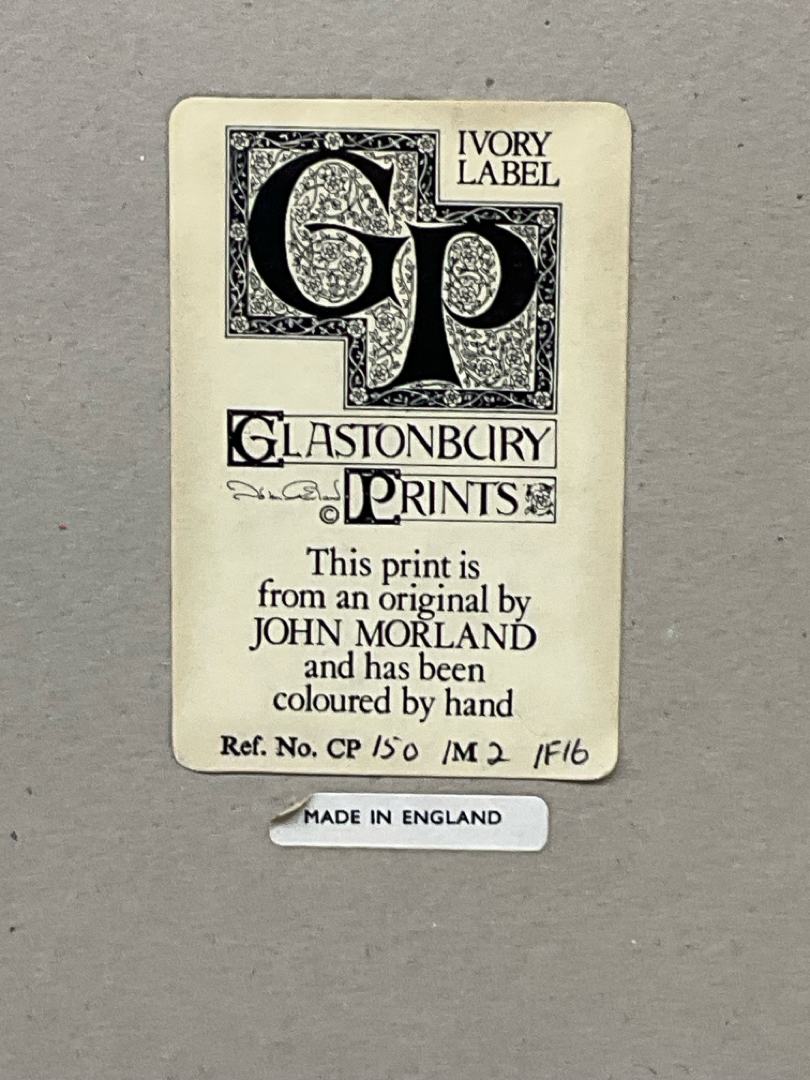 IVORY
LABEL
GP
GLASTONBURY
© PRINTS
This print is
from an original by
JOHN MORLAND
and has been
coloured by hand
Ref. No. CP 150 /M 2 /F16
MADE IN ENGLAND